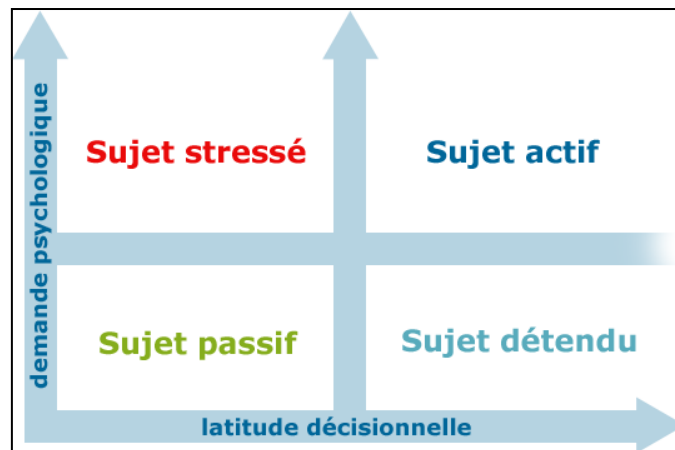 demande psychologique
Sujet stressé
Sujet actif
Sujet passif
Sujet détendu
latitude décisionnelle